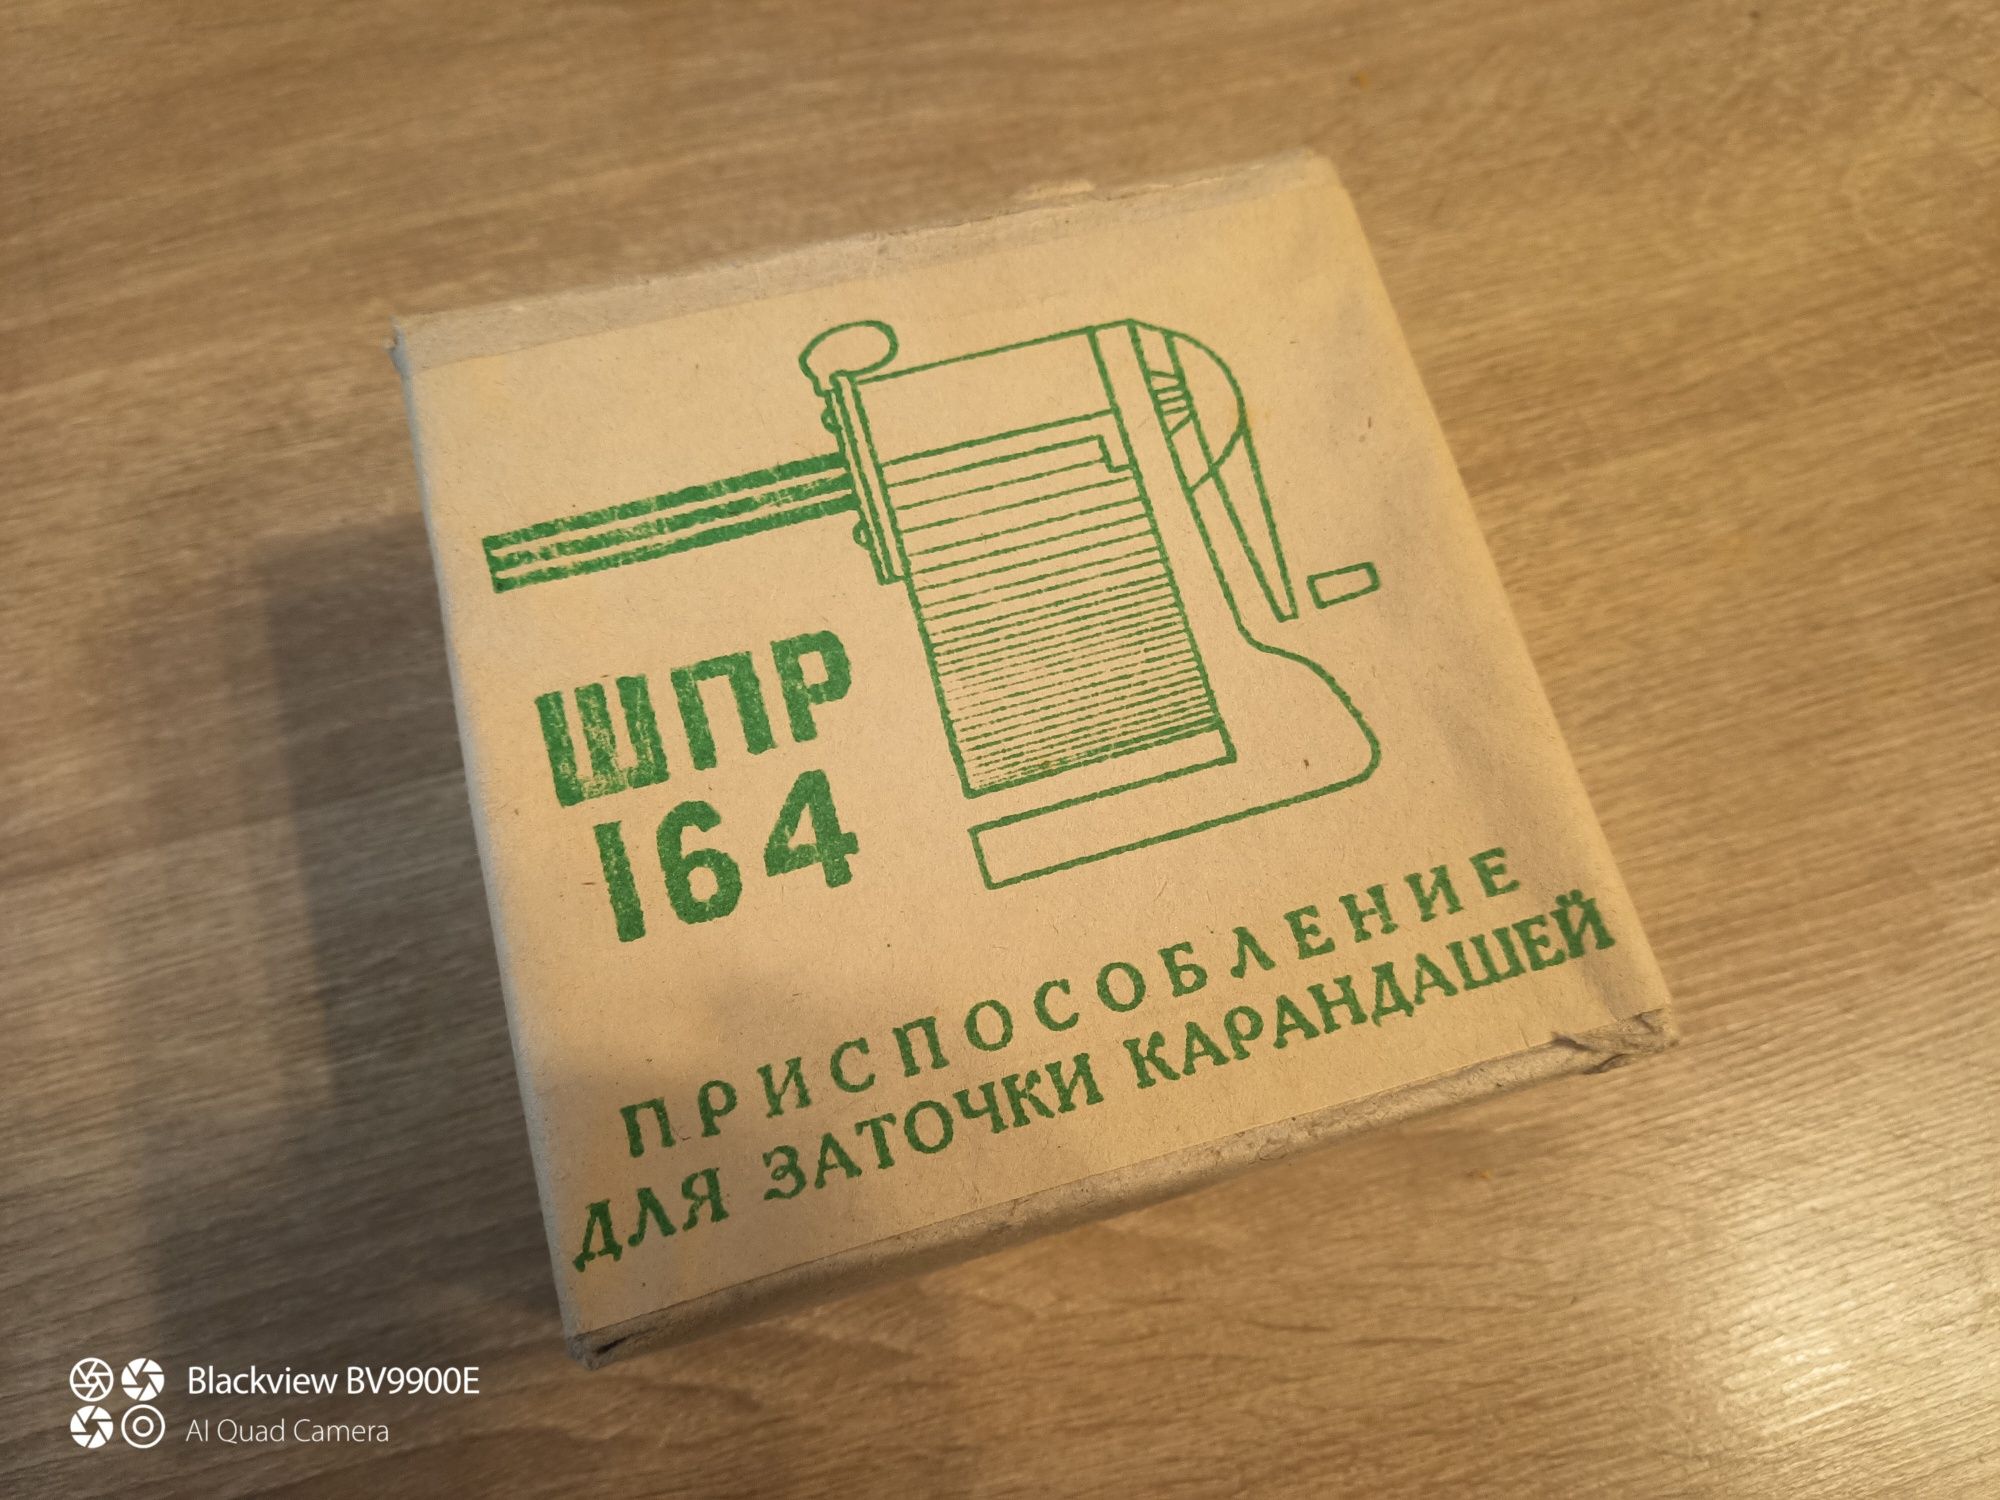 ШПР
164
ПРИСПОСОБЛЕНИЕ
ДЛЯ ЗАТОЧКИ КАРАНДАШЕЙ
Blackview BV9900E
AI Quad Camera